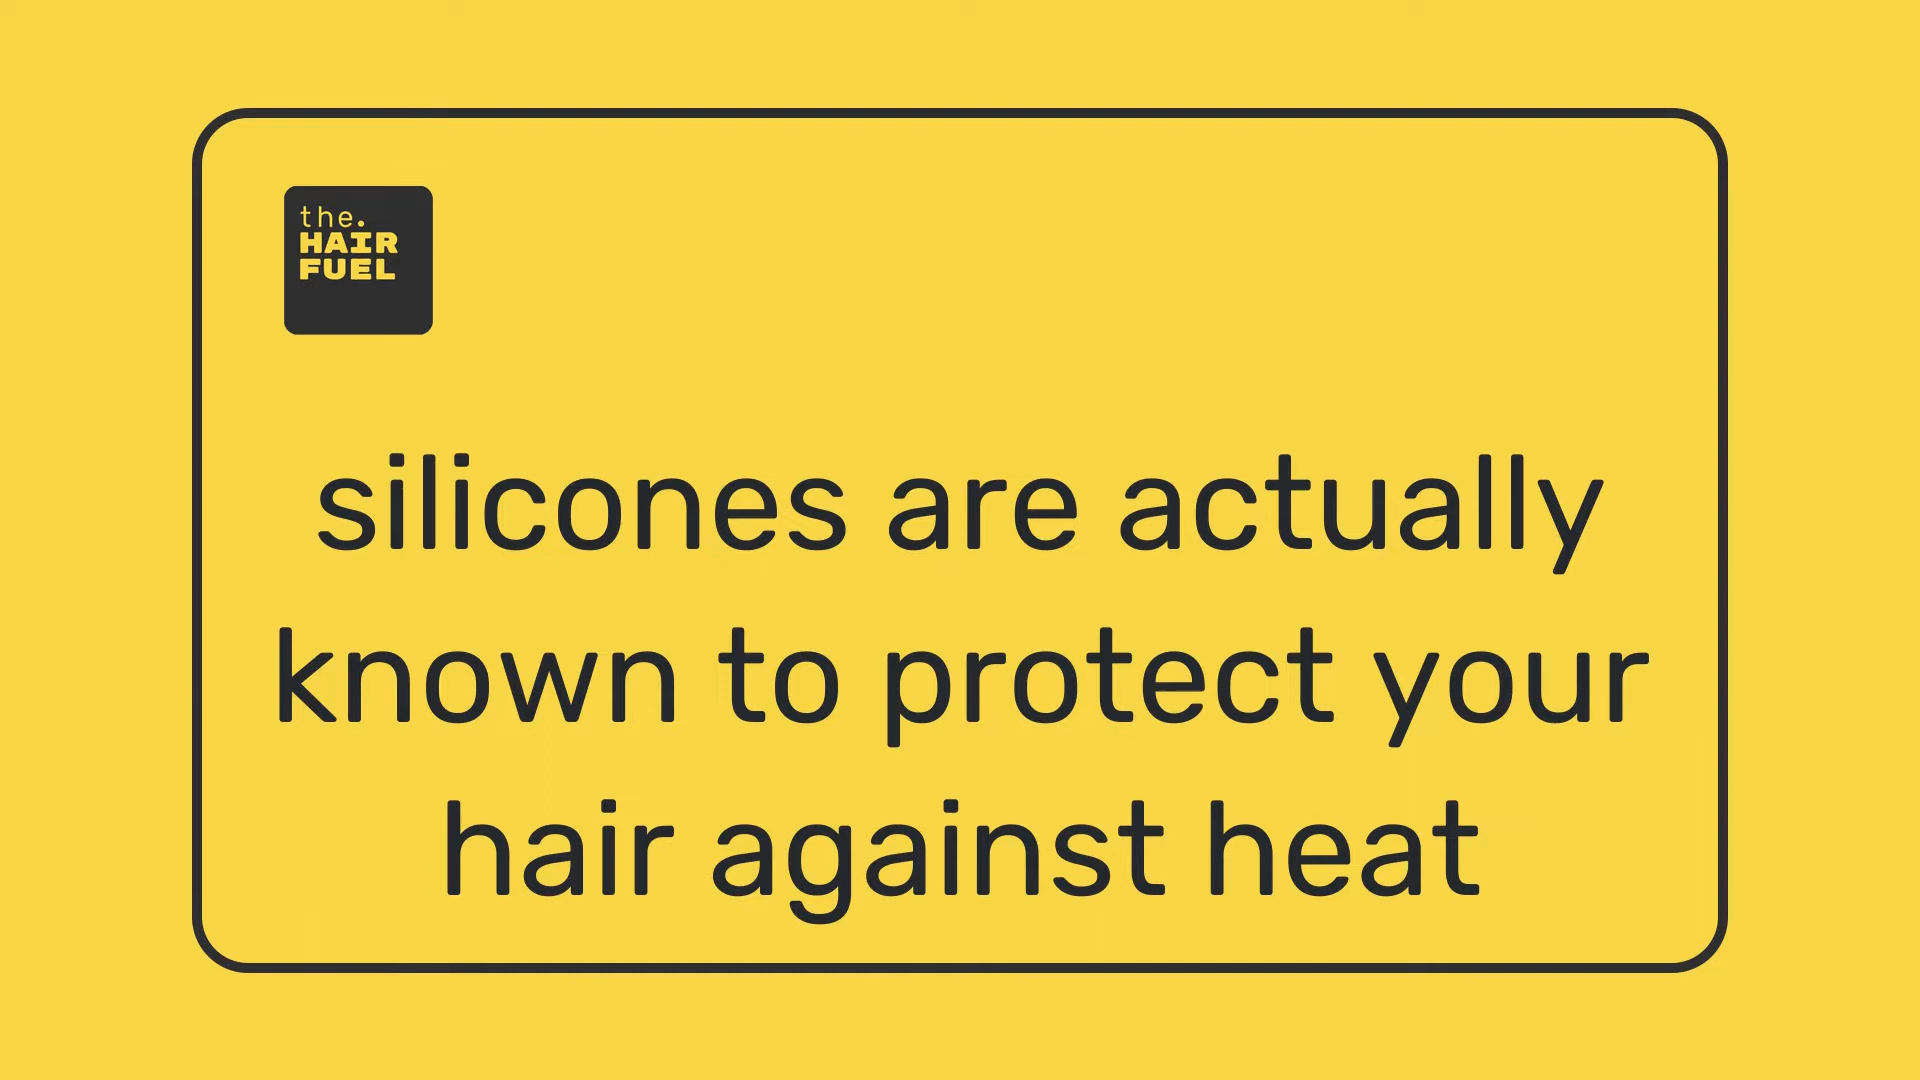 the.
HAIR
FUEL
silicones are actually
known to protect your
hair against heat